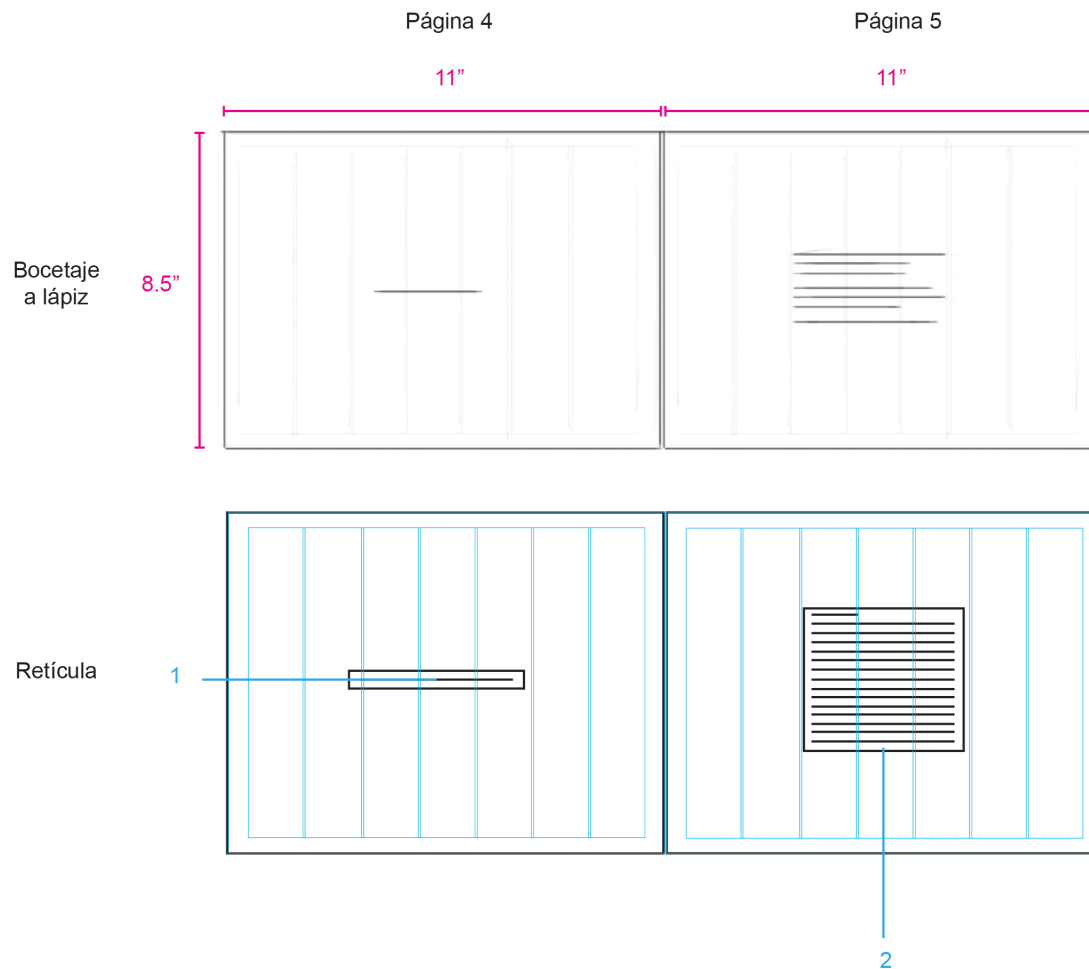 Página 4
Página 5
11”
11”
Bocetaje
a lápiz
8.5”
Retícula
1
2